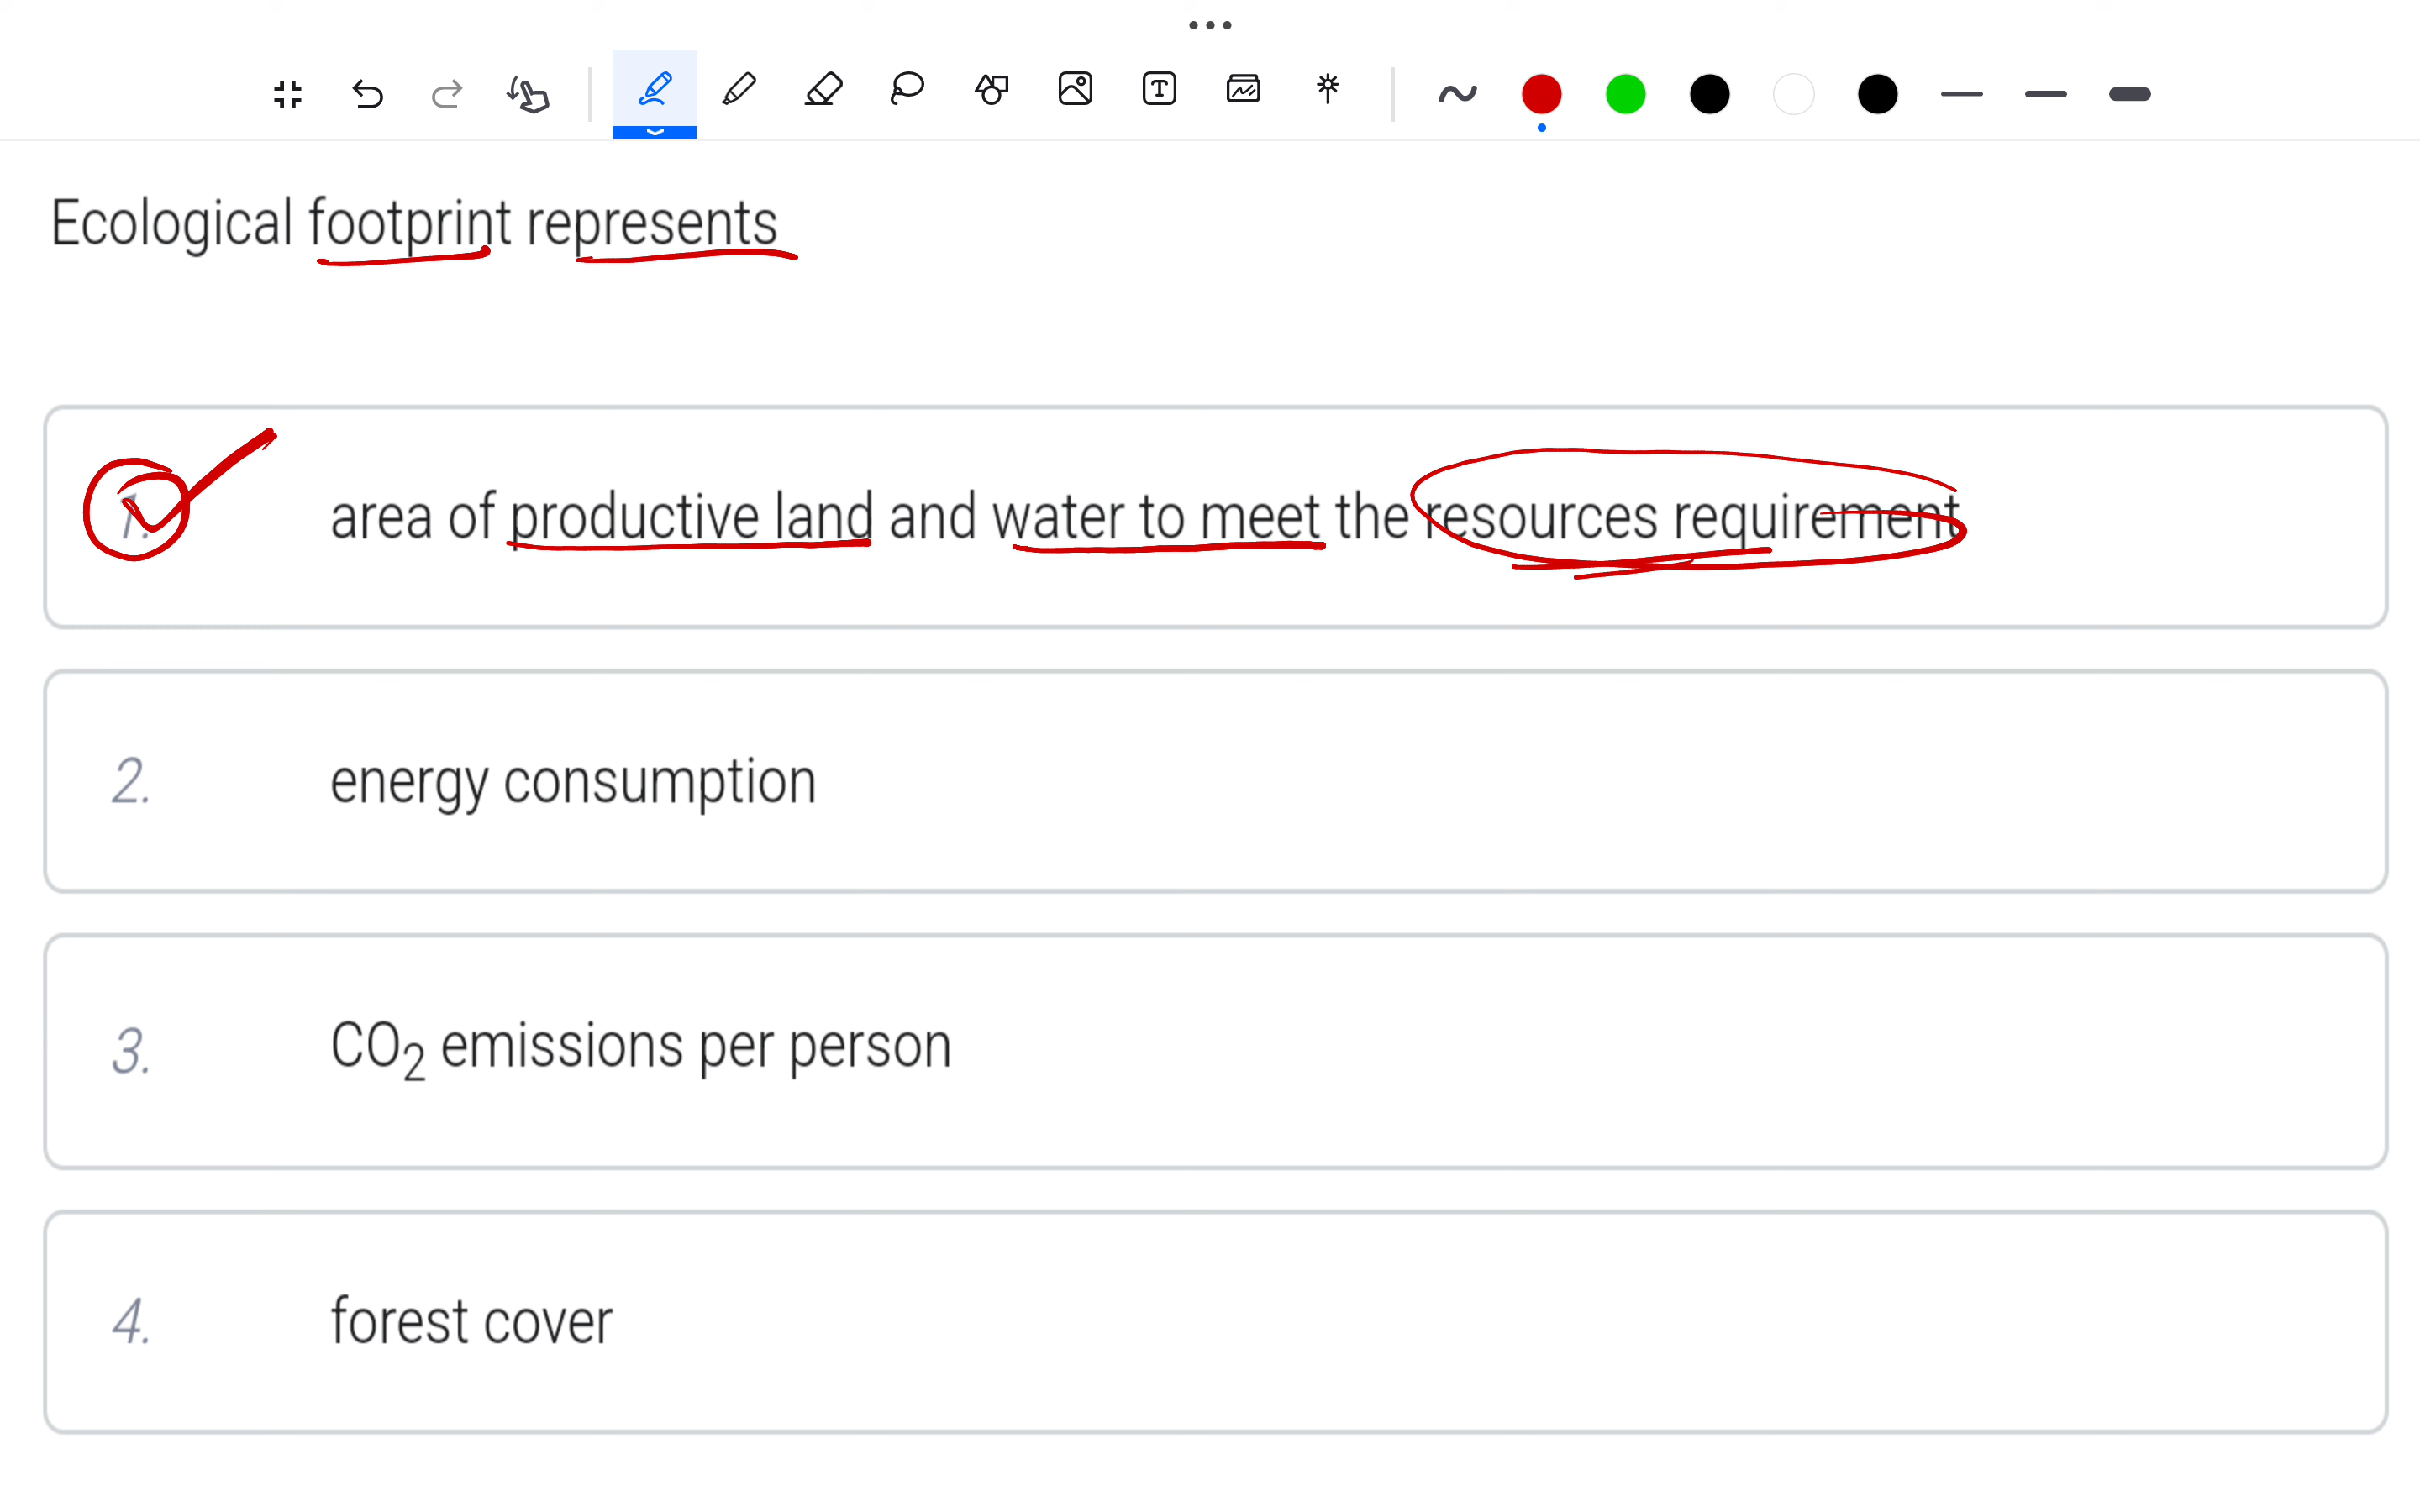 Ecological footprint represents
1. area of productive land and water to meet the resources requirement
2. energy consumption
3. CO₂ emissions per person
4. forest cover